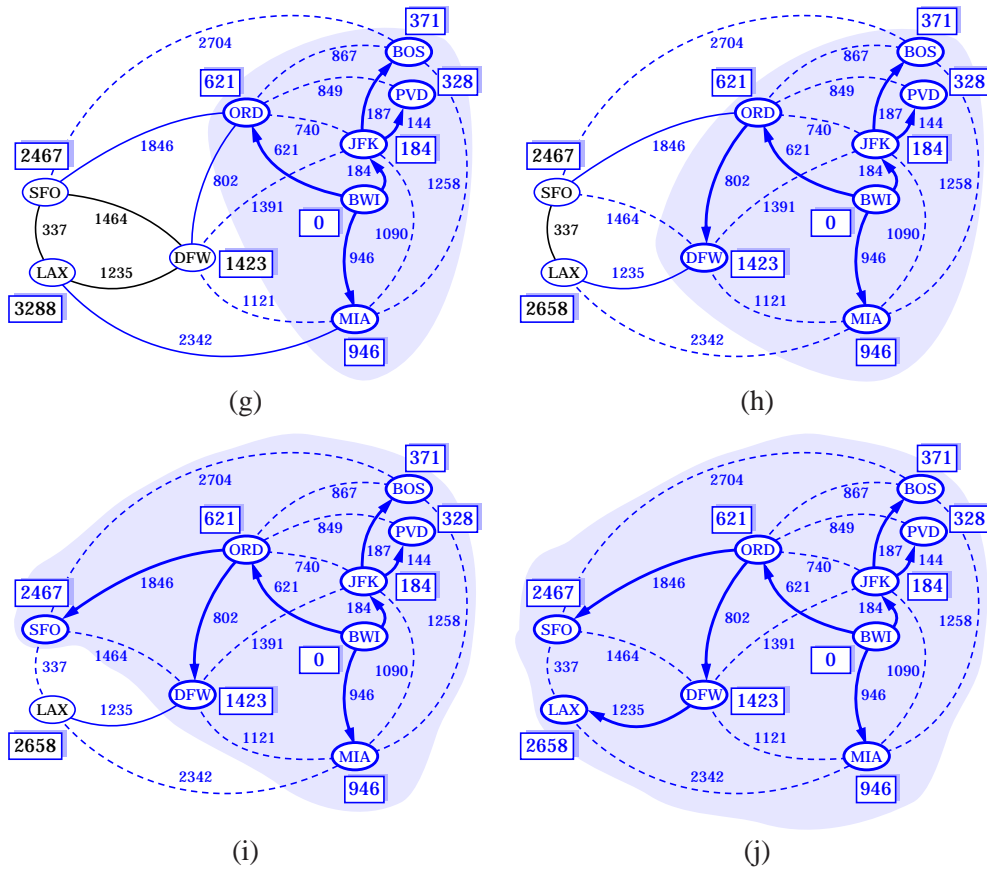 371
2704
BOS
867
328
621
849
PVD
ORD
187
144
740
JFK
2467
1846
621
184
184
1258
SFO
802
1464
1391
BWI
337
0
1090
LAX
1235
DFW
1423
946
3288
1121
MIA
2342
946
(g)
371
2704
BOS
867
328
621
849
PVD
ORD
187
144
740
JFK
2467
1846
621
184
184
1258
SFO
802
1464
1391
BWI
337
0
1090
LAX
1235
DFW
1423
946
2658
1121
MIA
2342
946
(h)
371
2704
BOS
867
328
621
849
PVD
ORD
187
144
740
JFK
2467
1846
621
184
184
1258
SFO
802
1464
1391
BWI
337
0
1090
LAX
1235
DFW
1423
946
2658
1121
MIA
2342
946
(i)
371
2704
BOS
867
328
621
849
PVD
ORD
187
144
740
JFK
2467
1846
621
184
184
1258
SFO
802
1464
1391
BWI
337
0
1090
LAX
1235
DFW
1423
946
2658
1121
MIA
2342
946
(j)